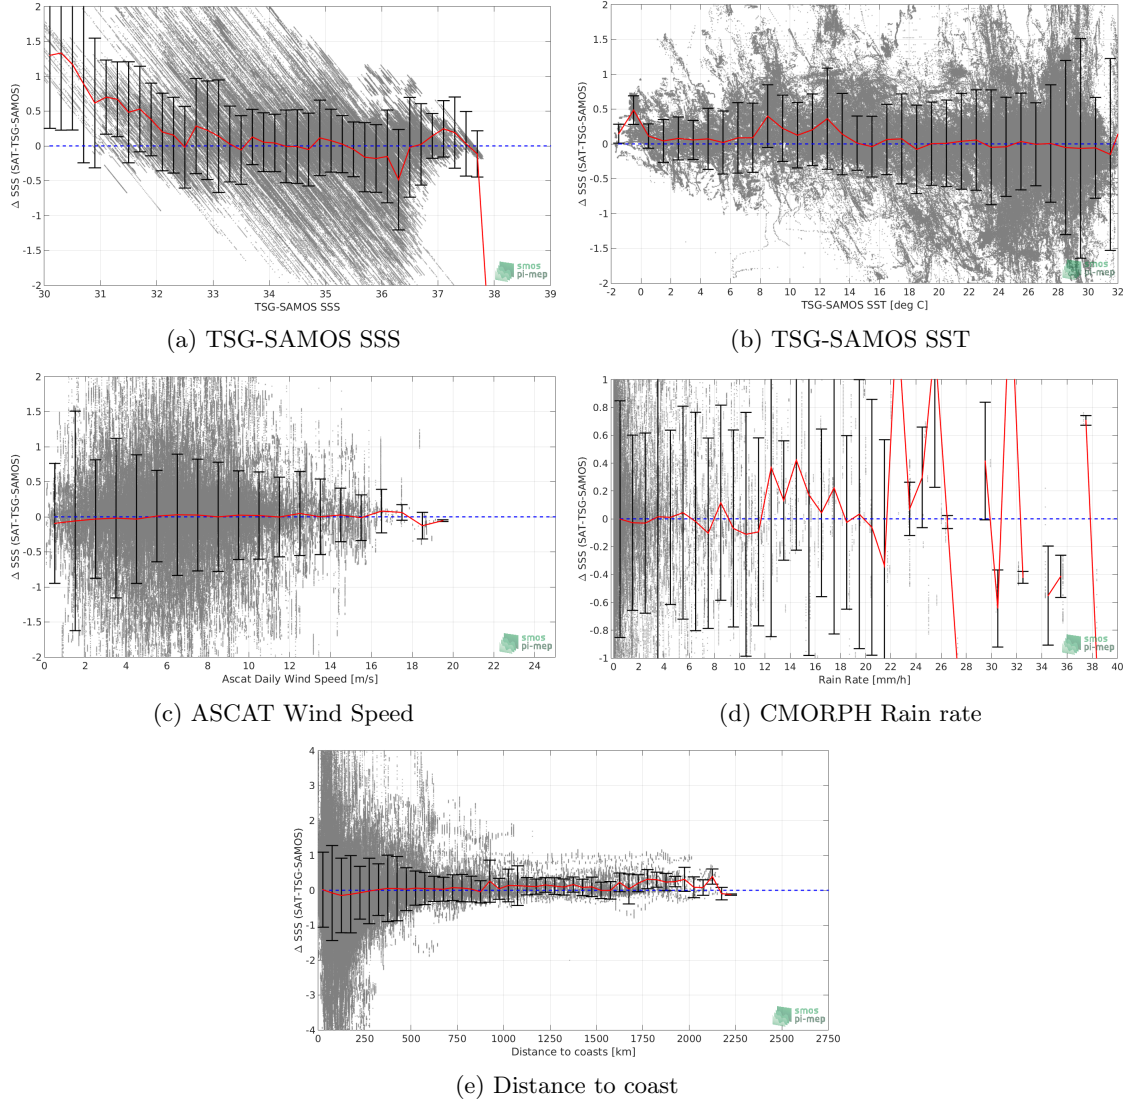 2
1.5
1
0.5
0
-0.5
-1
-1.5
-2
Δ SSS (SAT-TSG-SAMOS)
30 31 32 33 34 35 36 37 38 39
TSG-SAMOS SSS
smos
pi-mep
(a) TSG-SAMOS SSS
2
1.5
1
0.5
0
-0.5
-1
-1.5
-2
Δ SSS (SAT-TSG-SAMOS)
-2 0 2 4 6 8 10 12 14 16 18 20 22 24 26 28 30 32
TSG-SAMOS SST [deg C]
smos
pi-mep
(b) TSG-SAMOS SST
2
1.5
1
0.5
0
-0.5
-1
-1.5
-2
Δ SSS (SAT-TSG-SAMOS)
0 2 4 6 8 10 12 14 16 18 20 22 24
Ascat Daily Wind Speed [m/s]
smos
pi-mep
(c) ASCAT Wind Speed
1
0.8
0.6
0.4
0.2
0
-0.2
-0.4
-0.6
-0.8
-1
Δ SSS (SAT-TSG-SAMOS)
0 2 4 6 8 10 12 14 16 18 20 22 24 26 28 30 32 34 36 38 40
Rain Rate [mm/h]
smos
pi-mep
(d) CMORPH Rain rate
4
3
2
1
0
-1
-2
-3
-4
Δ SSS (SAT-TSG-SAMOS)
0 250 500 750 1000 1250 1500 1750 2000 2250 2500 2750
Distance to coasts [km]
smos
pi-mep
(e) Distance to coast